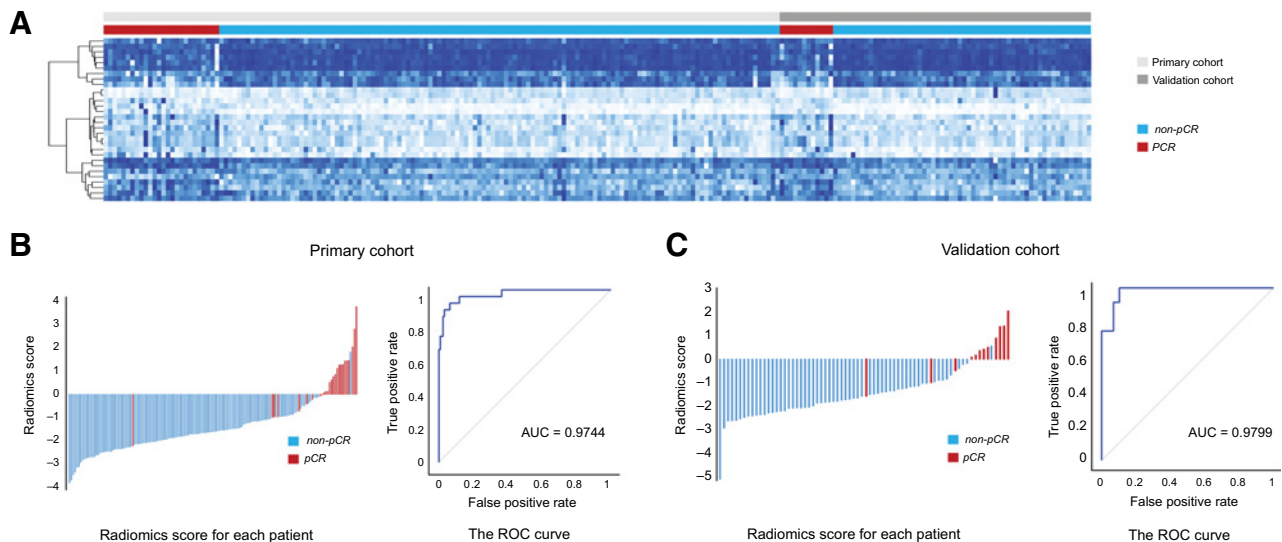 A
Primary cohort
Validation cohort
non-pCR
PCR
B
Primary cohort
Radiomics score
4
3
2
1
0
–1
–2
–3
–4
non-pCR
pCR
Radiomics score for each patient
True positive rate
1
0.8
0.6
0.4
0.2
0
AUC = 0.9744
0 0.2 0.4 0.6 0.8 1
False positive rate
The ROC curve
C
Validation cohort
Radiomics score
3
2
1
0
–1
–2
–3
–4
–5
non-pCR
pCR
Radiomics score for each patient
True positive rate
1
0.8
0.6
0.4
0.2
0
AUC = 0.9799
0 0.2 0.4 0.6 0.8 1
False positive rate
The ROC curve